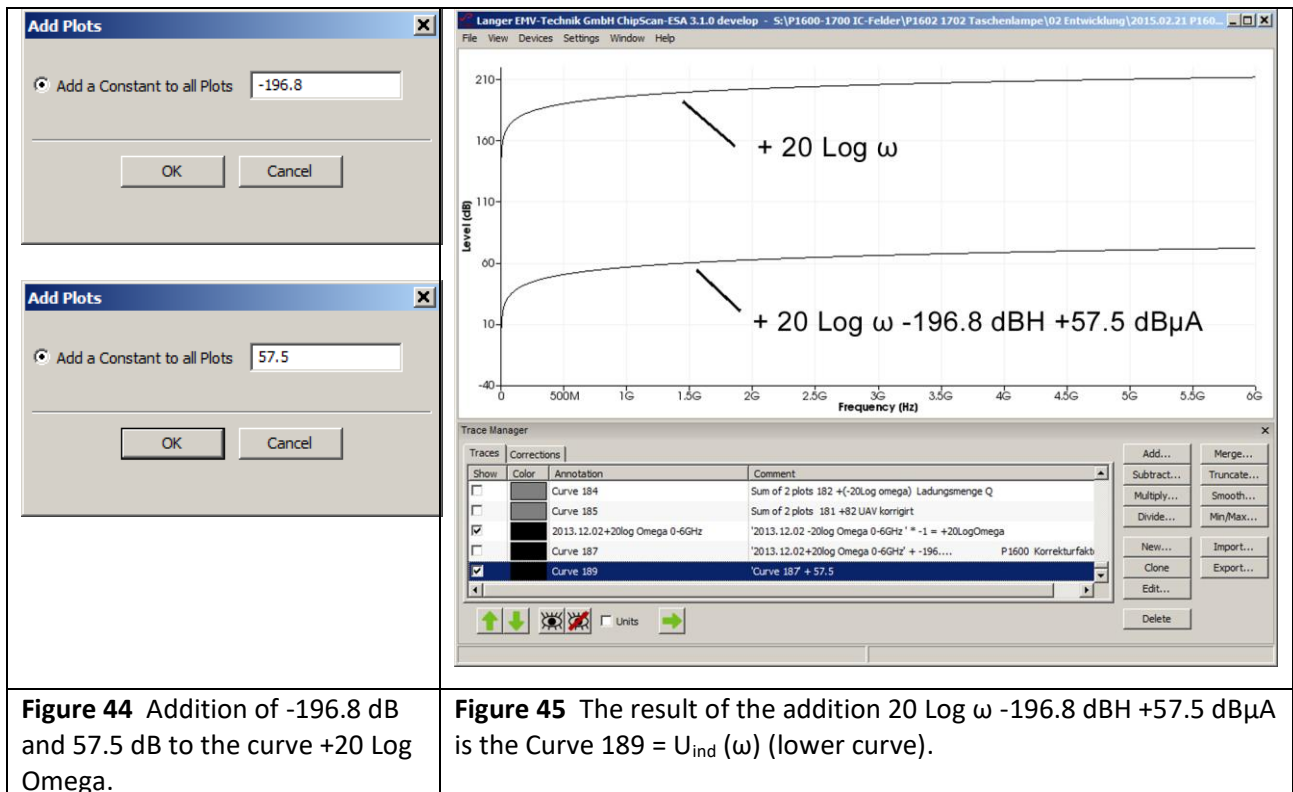 Add Plots
Add a Constant to all Plots -196.8
OK Cancel
Add Plots
Add a Constant to all Plots 57.5
OK Cancel
Langer EMV-Technik GmbH ChipScan-ESA 3.1.0 develop - S:\P1600-1700 IC-Felder\P1602 1702 Taschenlampe\02 Entwicklung\2015.02.21 P160...
File View Devices Settings Window Help
210
160
110
60
10
-40
Level (dB)
+ 20 Log ω
+ 20 Log ω -196.8 dBH +57.5 dBµA
0 500M 1G 1.5G 2G 2.5G 3G 3.5G 4G 4.5G 5G 5.5G 6G
Frequency (Hz)
Trace Manager
Traces Corrections
Show Color Annotation Comment
Curve 184 Sum of 2 plots 182 +(-20Log omega) Ladungsmenge Q
Curve 185 Sum of 2 plots 181 +82 UAV korrigirt
2013.12.02+20log Omega 0-6GHz '2013.12.02 -20log Omega 0-6GHz ' * -1 = +20LogOmega
Curve 187 '2013.12.02+20log Omega 0-6GHz' + -196.... P1600 Korrekturfakt
Curve 189 'Curve 187' + 57.5
Units
Add... Merge...
Subtract... Truncate...
Multiply... Smooth...
Divide... Min/Max...
New... Import...
Clone Export...
Edit...
Delete
Figure 44 Addition of -196.8 dB
and 57.5 dB to the curve +20 Log
Omega.
Figure 45 The result of the addition 20 Log ω -196.8 dBH +57.5 dBµA
is the Curve 189 = Uind (ω) (lower curve).